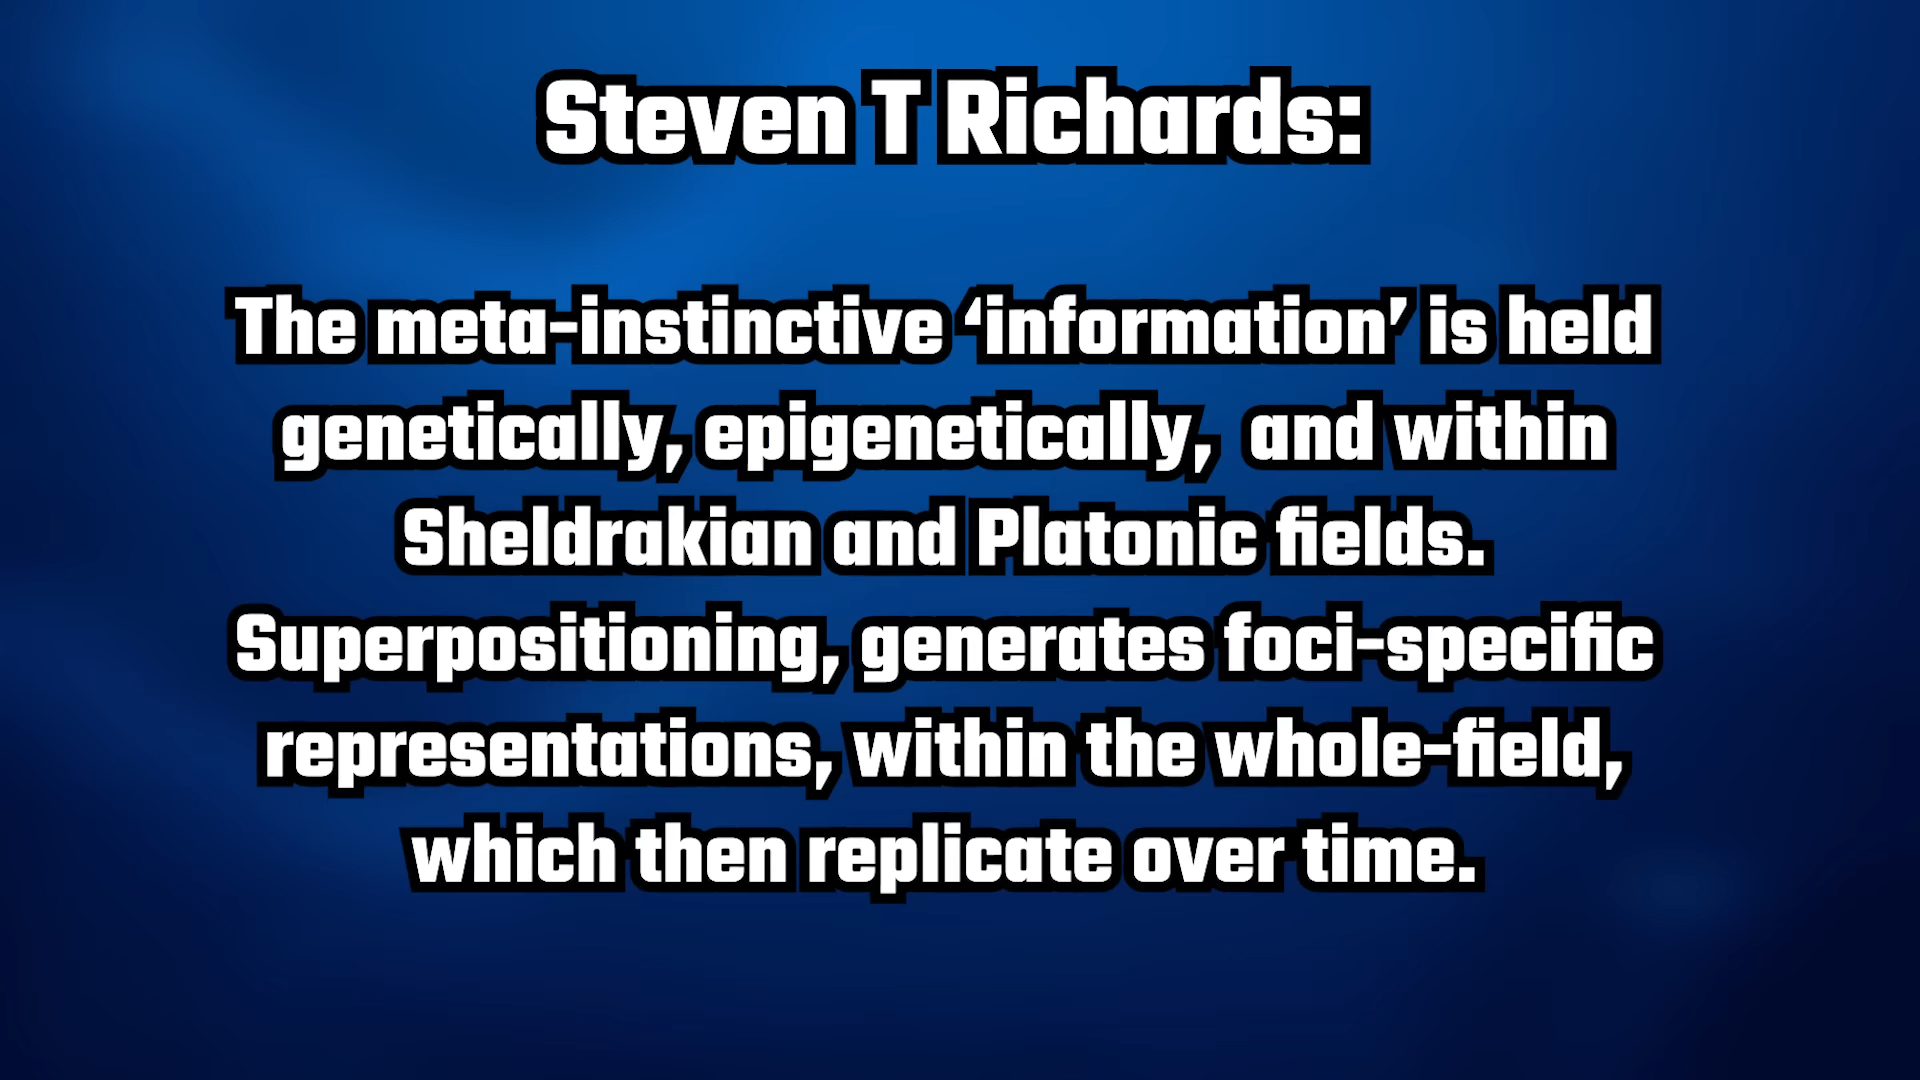 Steven T Richards:
The meta-instinctive ‘information’ is held
genetically, epigenetically,  and within
Sheldrakian and Platonic fields.
Superpositioning, generates foci-specific
representations, within the whole-field,
which then replicate over time.